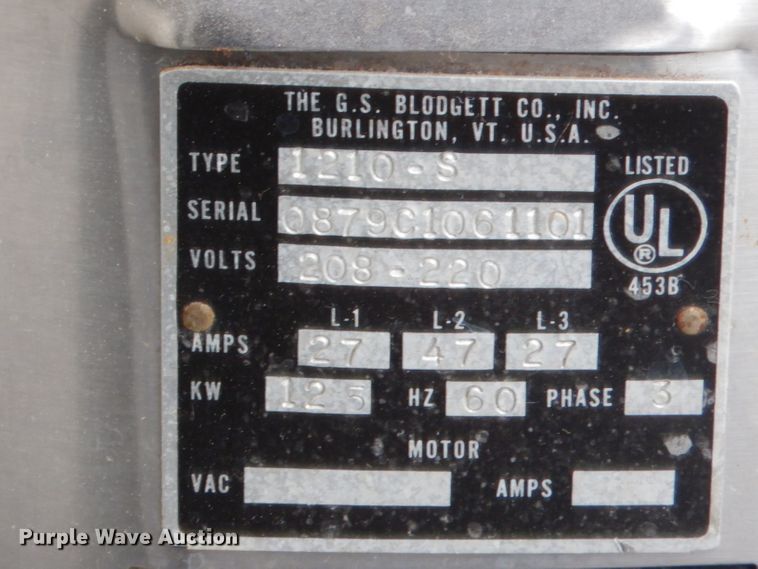 THE G.S. BLODGETT CO., INC.
BURLINGTON, VT. U.S.A.
TYPE 1210-S LISTED
SERIAL 0879C1061101 UL ®
VOLTS 208-220 453B
L-1 L-2 L-3
AMPS 27 47 27
KW 12 5 HZ 60 PHASE 3
MOTOR
VAC AMPS
Purple Wave Auction